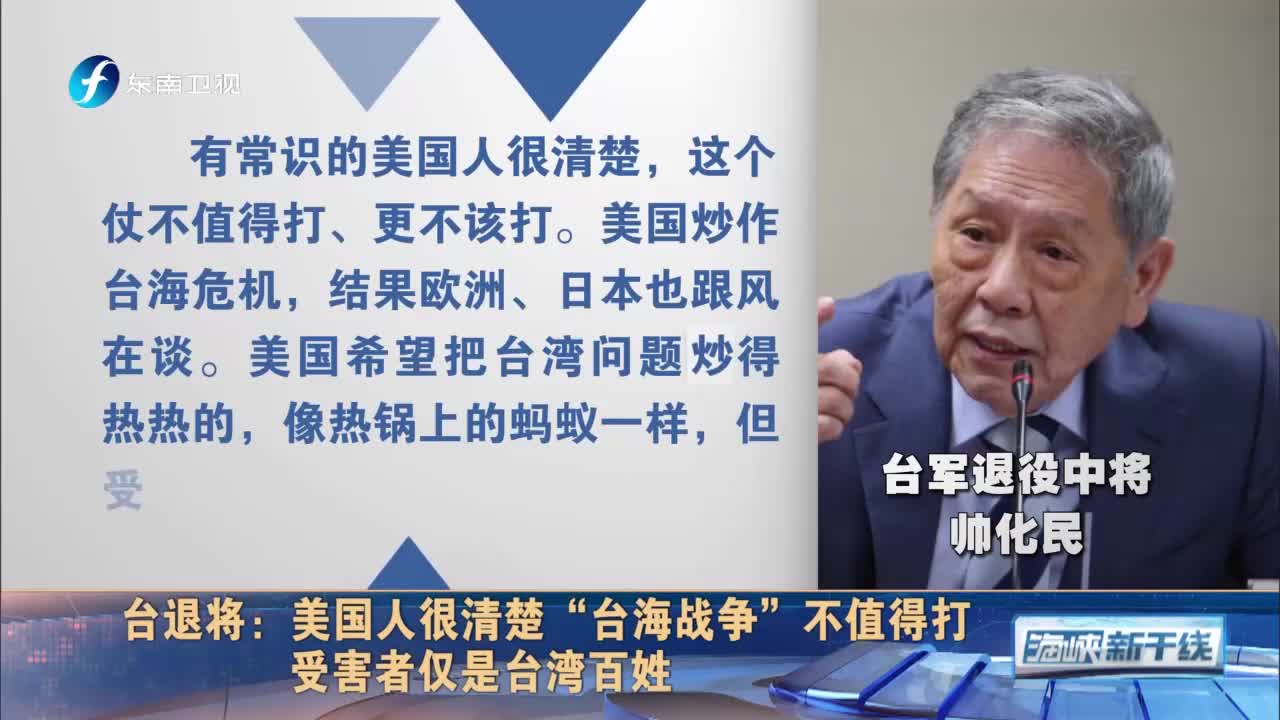 东南卫视
有常识的美国人很清楚，这个
仗不值得打、更不该打。美国炒作
台海危机，结果欧洲、日本也跟风
在谈。美国希望把台湾问题炒得
热热的，像热锅上的蚂蚁一样，但
受
台军退役中将
帅化民
台退将：美国人很清楚“台海战争”不值得打
受害者仅是台湾百姓
海峡新干线